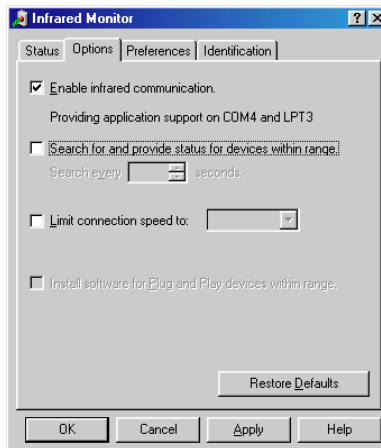 Infrared Monitor
Status Options Preferences Identification
Enable infrared communication.
Providing application support on COM4 and LPT3
Search for and provide status for devices within range.
Search every seconds.
Limit connection speed to:
Install software for Plug and Play devices within range.
Restore Defaults
OK Cancel Apply Help